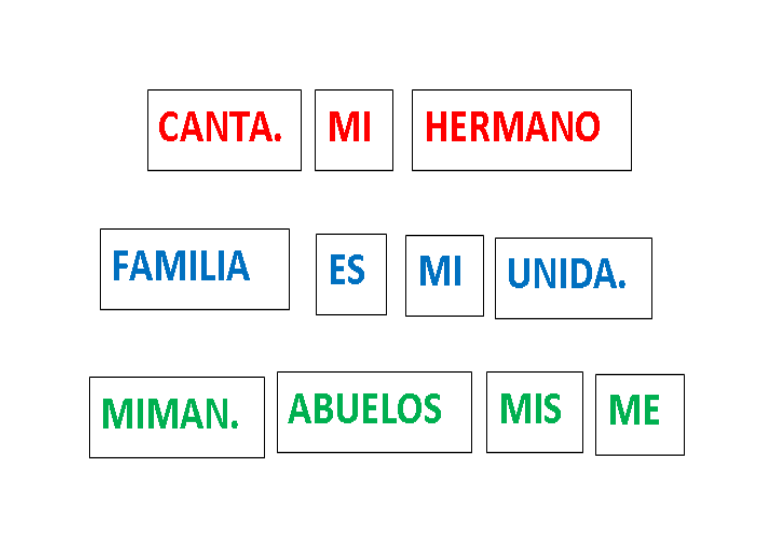 CANTA. MI HERMANO
FAMILIA ES MI UNIDA.
MIMAN. ABUELOS MIS ME